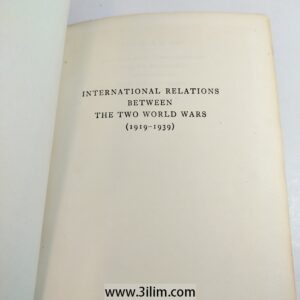 INTERNATIONAL RELATIONS
BETWEEN
THE TWO WORLD WARS
(1919-1939)
www.3ilim.com